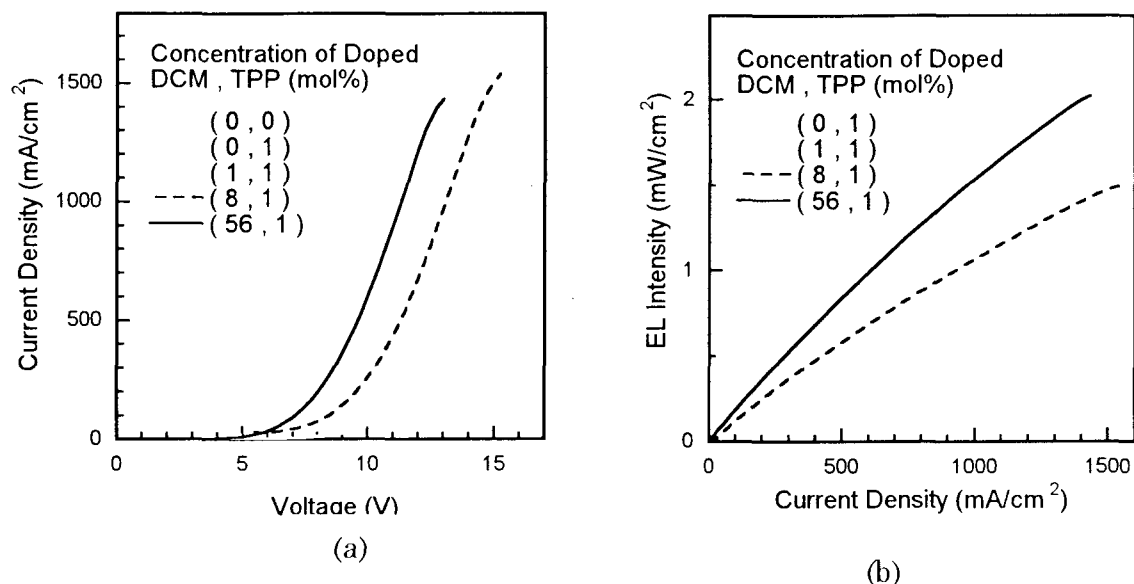 Concentration of Doped
DCM , TPP (mol%)
( 0 , 0 )
( 0 , 1 )
( 1 , 1 )
( 8 , 1 )
( 56 , 1 )
1500
1000
500
0
Current Density (mA/cm²)
0
5
10
15
Voltage (V)
(a)
Concentration of Doped
DCM , TPP (mol%)
( 0 , 1 )
( 1 , 1 )
( 8 , 1 )
( 56 , 1 )
2
1
0
EL Intensity (mW/cm²)
0
500
1000
1500
Current Density (mA/cm²)
(b)